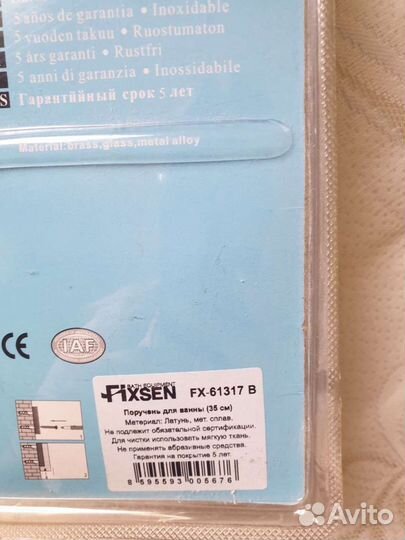 5 años de garantia • Inoxidable
5 vuoden takuu • Ruostumaton
5 års garanti • Rustfri
5 anni di garanzia • Inossidabile
S Гарантийный срок 5 лет
Material:brass,glass,metal alloy
CE
IAF
BATH EQUIPMENT
FIXSEN FX-61317 B
Поручень для ванны (35 см)
Материал: Латунь, мет. сплав.
Не подлежит обязательной сертификации.
Для чистки использовать мягкую ткань.
Не применять абразивные средства.
Гарантия на покрытие 5 лет.
8 595593 005676
Avito